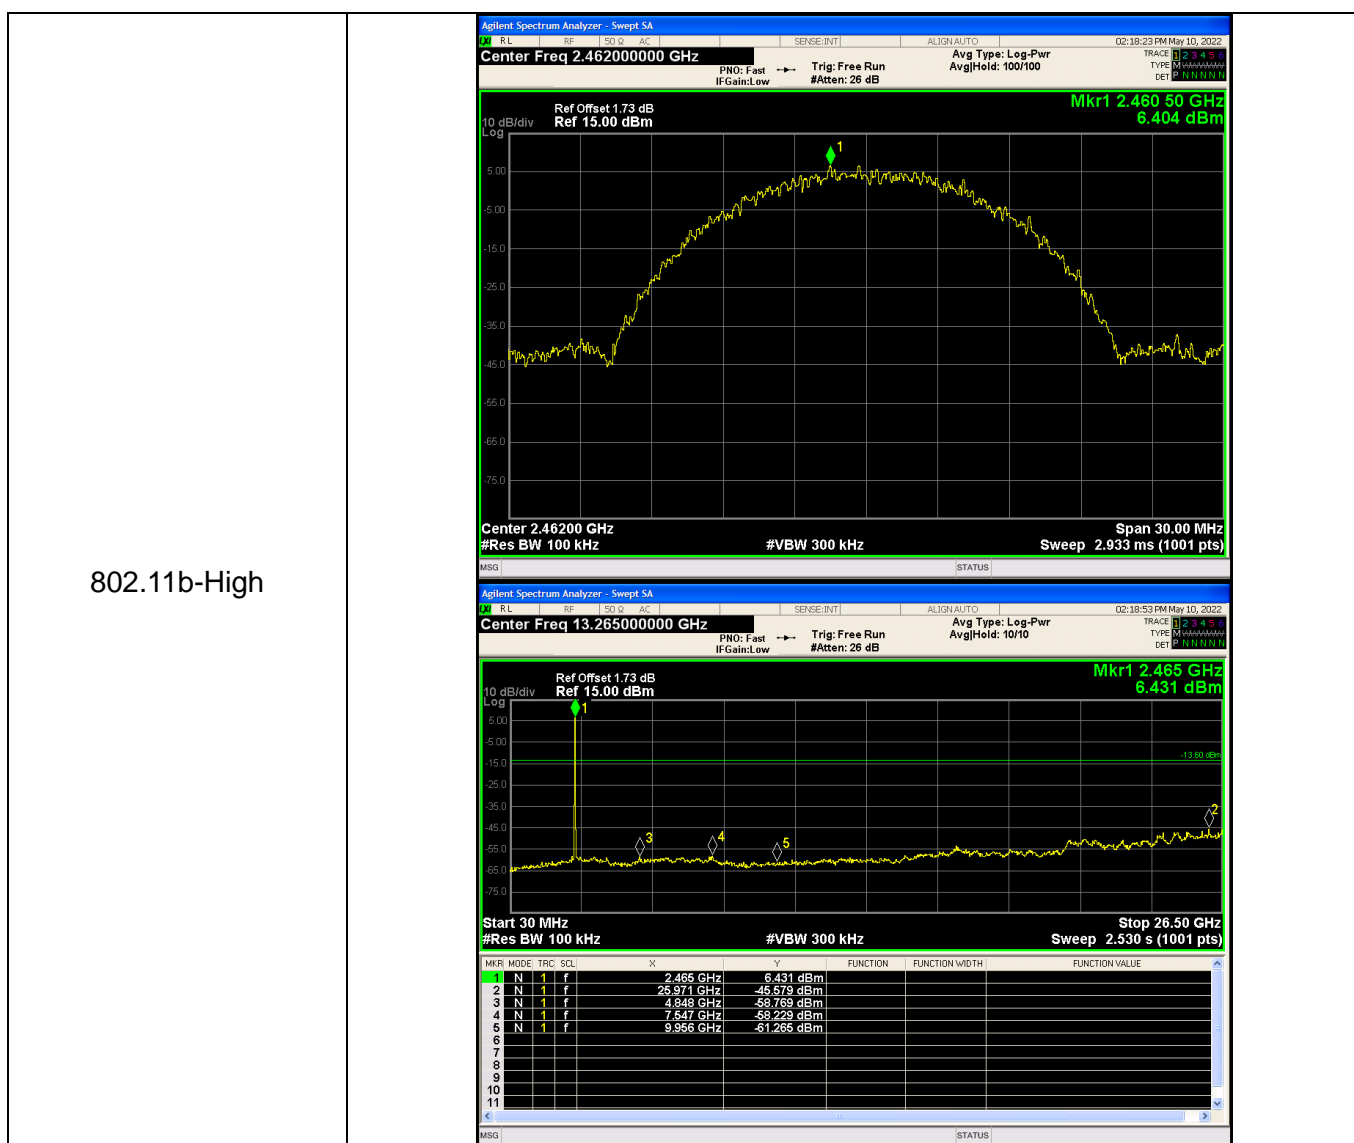 802.11b-High
Agilent Spectrum Analyzer - Swept SA
LXI RL RF 50 Ω AC SENSE:INT ALIGN AUTO 02:18:23 PM May 10, 2022
Center Freq 2.462000000 GHz Avg Type: Log-Pwr TRACE 1 2 3 4 5 6
PNO: Fast Trig: Free Run Avg|Hold: 100/100 TYPE M
IFGain:Low #Atten: 26 dB DET P N N N N N
Mkr1 2.460 50 GHz
Ref Offset 1.73 dB
10 dB/div Ref 15.00 dBm 6.404 dBm
Log
1
5.00
-5.00
-15.0
-25.0
-35.0
-45.0
-55.0
-65.0
-75.0
Center 2.46200 GHz Span 30.00 MHz
#Res BW 100 kHz #VBW 300 kHz Sweep 2.933 ms (1001 pts)
MSG STATUS
Agilent Spectrum Analyzer - Swept SA
LXI RL RF 50 Ω AC SENSE:INT ALIGN AUTO 02:18:53 PM May 10, 2022
Center Freq 13.265000000 GHz Avg Type: Log-Pwr TRACE 1 2 3 4 5 6
PNO: Fast Trig: Free Run Avg|Hold: 10/10 TYPE M
IFGain:Low #Atten: 26 dB DET P N N N N N
Mkr1 2.465 GHz
Ref Offset 1.73 dB
10 dB/div Ref 15.00 dBm 6.431 dBm
Log
1
5.00
-5.00
-13.60 dBm
-15.0
-25.0
-35.0
2
-45.0
3 4 5
-55.0
-65.0
-75.0
Start 30 MHz Stop 26.50 GHz
#Res BW 100 kHz #VBW 300 kHz Sweep 2.530 s (1001 pts)
MKR MODE TRC SCL X Y FUNCTION FUNCTION WIDTH FUNCTION VALUE
1 N 1 f 2.465 GHz 6.431 dBm
2 N 1 f 25.971 GHz -45.579 dBm
3 N 1 f 4.848 GHz -58.769 dBm
4 N 1 f 7.547 GHz -58.229 dBm
5 N 1 f 9.956 GHz -61.265 dBm
6
7
8
9
10
11
MSG STATUS